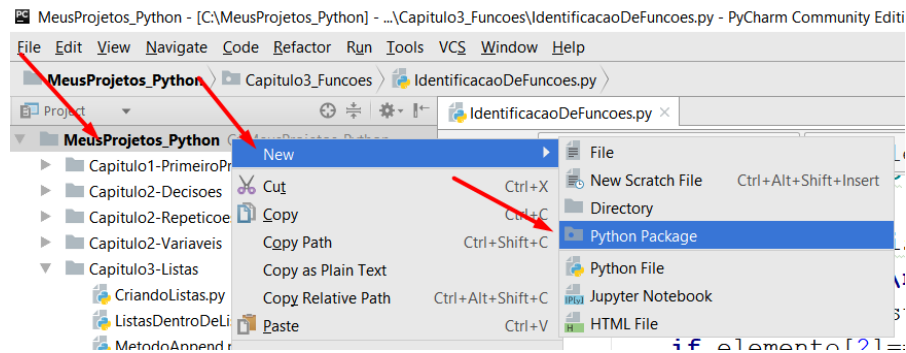 MeusProjetos_Python - [C:\MeusProjetos_Python] - ...\Capitulo3_Funcoes\IdentificacaoDeFuncoes.py - PyCharm Community Editi
File Edit View Navigate Code Refactor Run Tools VCS Window Help
MeusProjetos_Python Capitulo3_Funcoes IdentificacaoDeFuncoes.py
Project IdentificacaoDeFuncoes.py
MeusProjetos_Python
New File
Capitulo1-PrimeiroPr
Cut Ctrl+X New Scratch File Ctrl+Alt+Shift+Insert
Capitulo2-Decisoes
Capitulo2-Repeticoe Copy Ctrl+C Directory
Capitulo2-Variaveis Copy Path Ctrl+Shift+C Python Package
Capitulo3-Listas Copy as Plain Text Python File
CriandoListas.py Copy Relative Path Ctrl+Alt+Shift+C Jupyter Notebook
ListasDentroDeLi Paste Ctrl+V HTML File
MetodoAppend.p if elemento[2]==